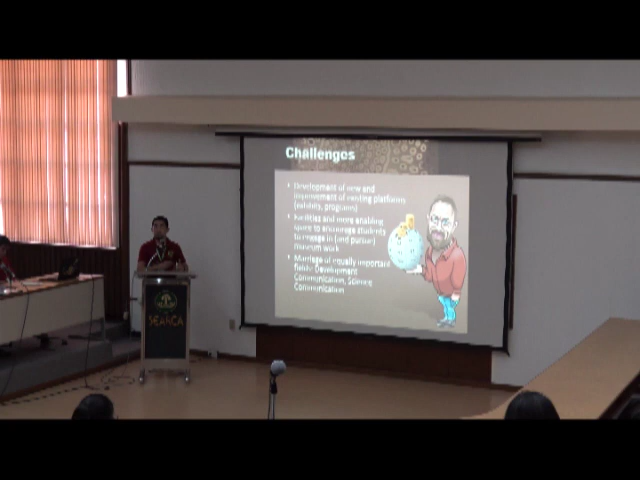 Challenges
• Development of new and
improvement of existing platforms
(exhibits, programs)
• Facilities and more enabling
space to encourage students
to engage in (and pursue)
museum work
• Marriage of equally important
fields: Development
Communication, Science
Communication
SEARCA